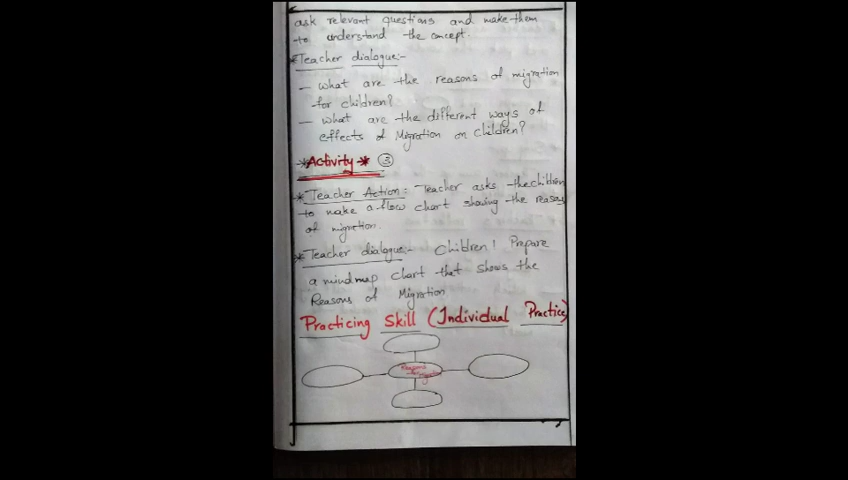 ask relevant questions and make them
to understand the concept.
*Teacher dialogue:-
- What are the reasons of migration
for children?
- What are the different ways of
effects of Migration on children?
*Activity* ③
*Teacher Action: Teacher asks the children
to make a flow chart showing the reasons
of migration.
*Teacher dialogue:- Children! Prepare
a mindmap chart that shows the
Reasons of Migration
Practicing Skill (Individual Practice)
Reasons
Migration